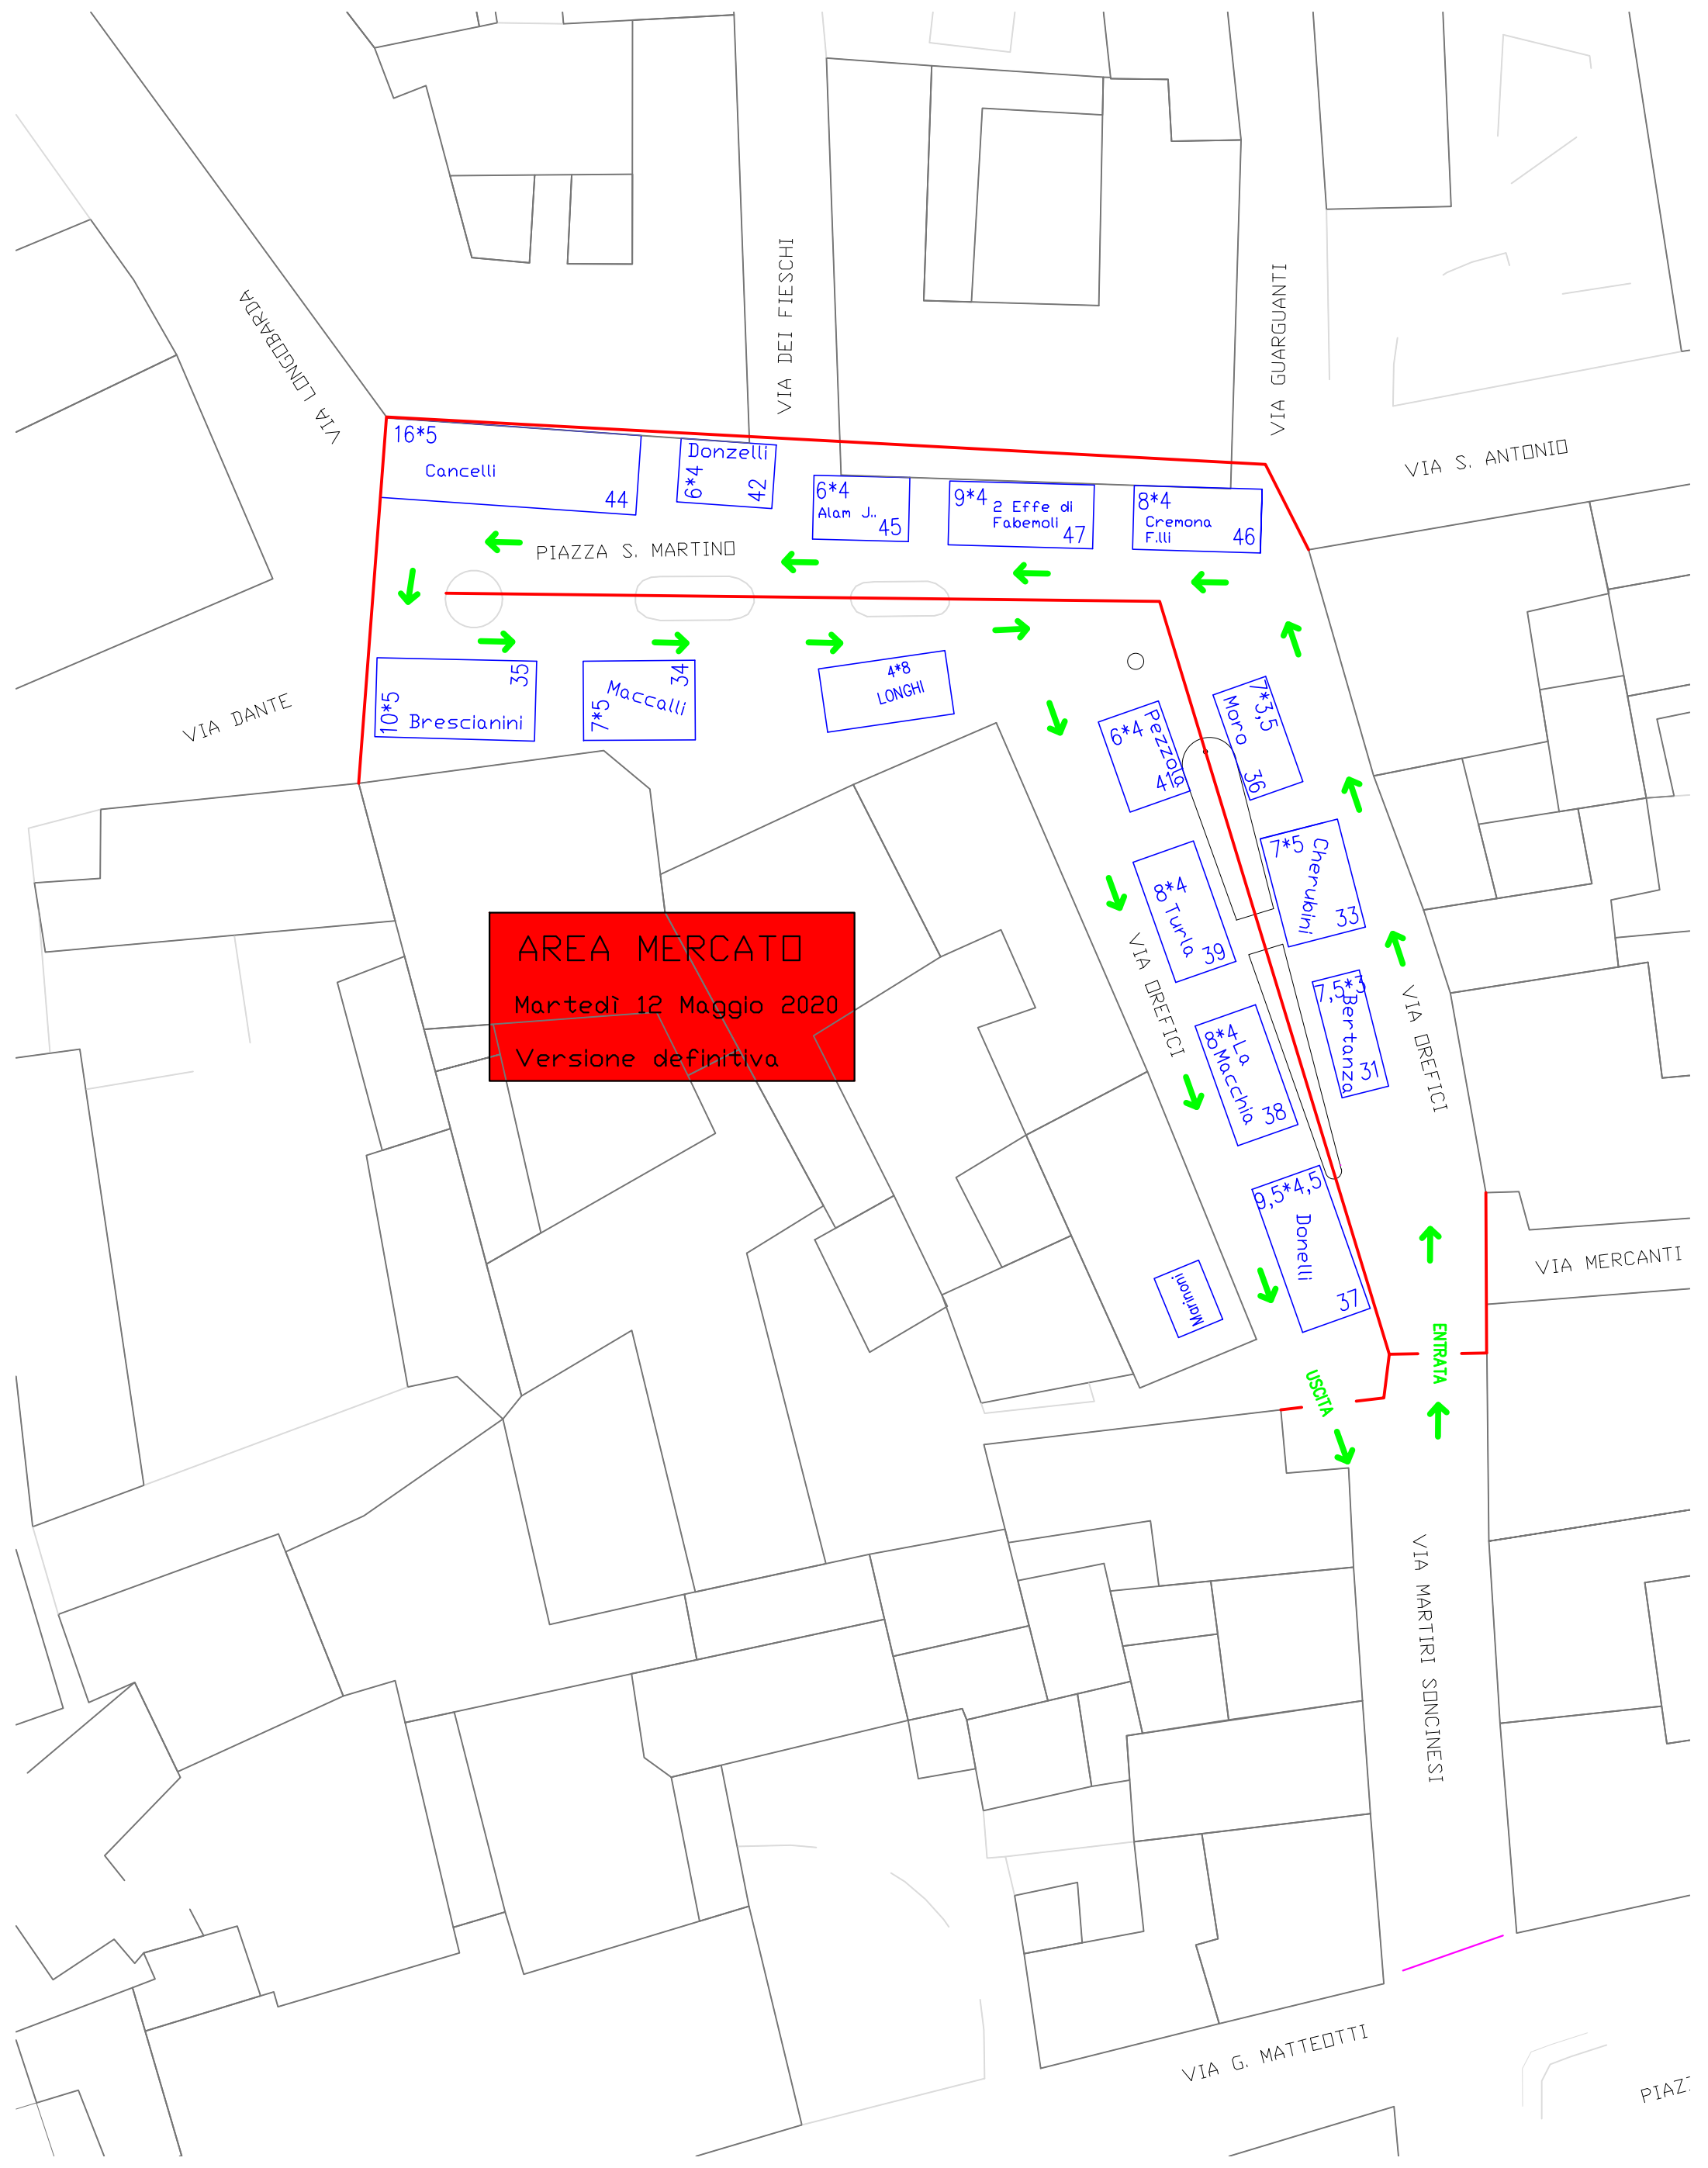 VIA LONGOBARDA
VIA DEI FIESCHI
VIA GUARGUANTI
VIA S. ANTONIO
16*5
Cancelli
44
Donzelli
6*4
42
6*4
Alam J..
45
9*4
2 Effe di
Fabemoli
47
8*4
Cremona
F.lli
46
PIAZZA S. MARTINO
VIA DANTE
10*5
Brescianini
35
7*5
Maccalli
34
4*8
LONGHI
6*4
Pezzola
41
7*3,5
Moro
36
8*4
Turla
39
7*5
Cherubini
33
VIA OREFICI
8*4
La
Macchia
38
7,5*3
Bertanza
31
VIA OREFICI
AREA MERCATO
Martedì 12 Maggio 2020
Versione definitiva
9,5*4,5
Donelli
37
Marinoni
VIA MERCANTI
ENTRATA
USCITA
VIA MARTIRI SONCINESI
VIA G. MATTEOTTI